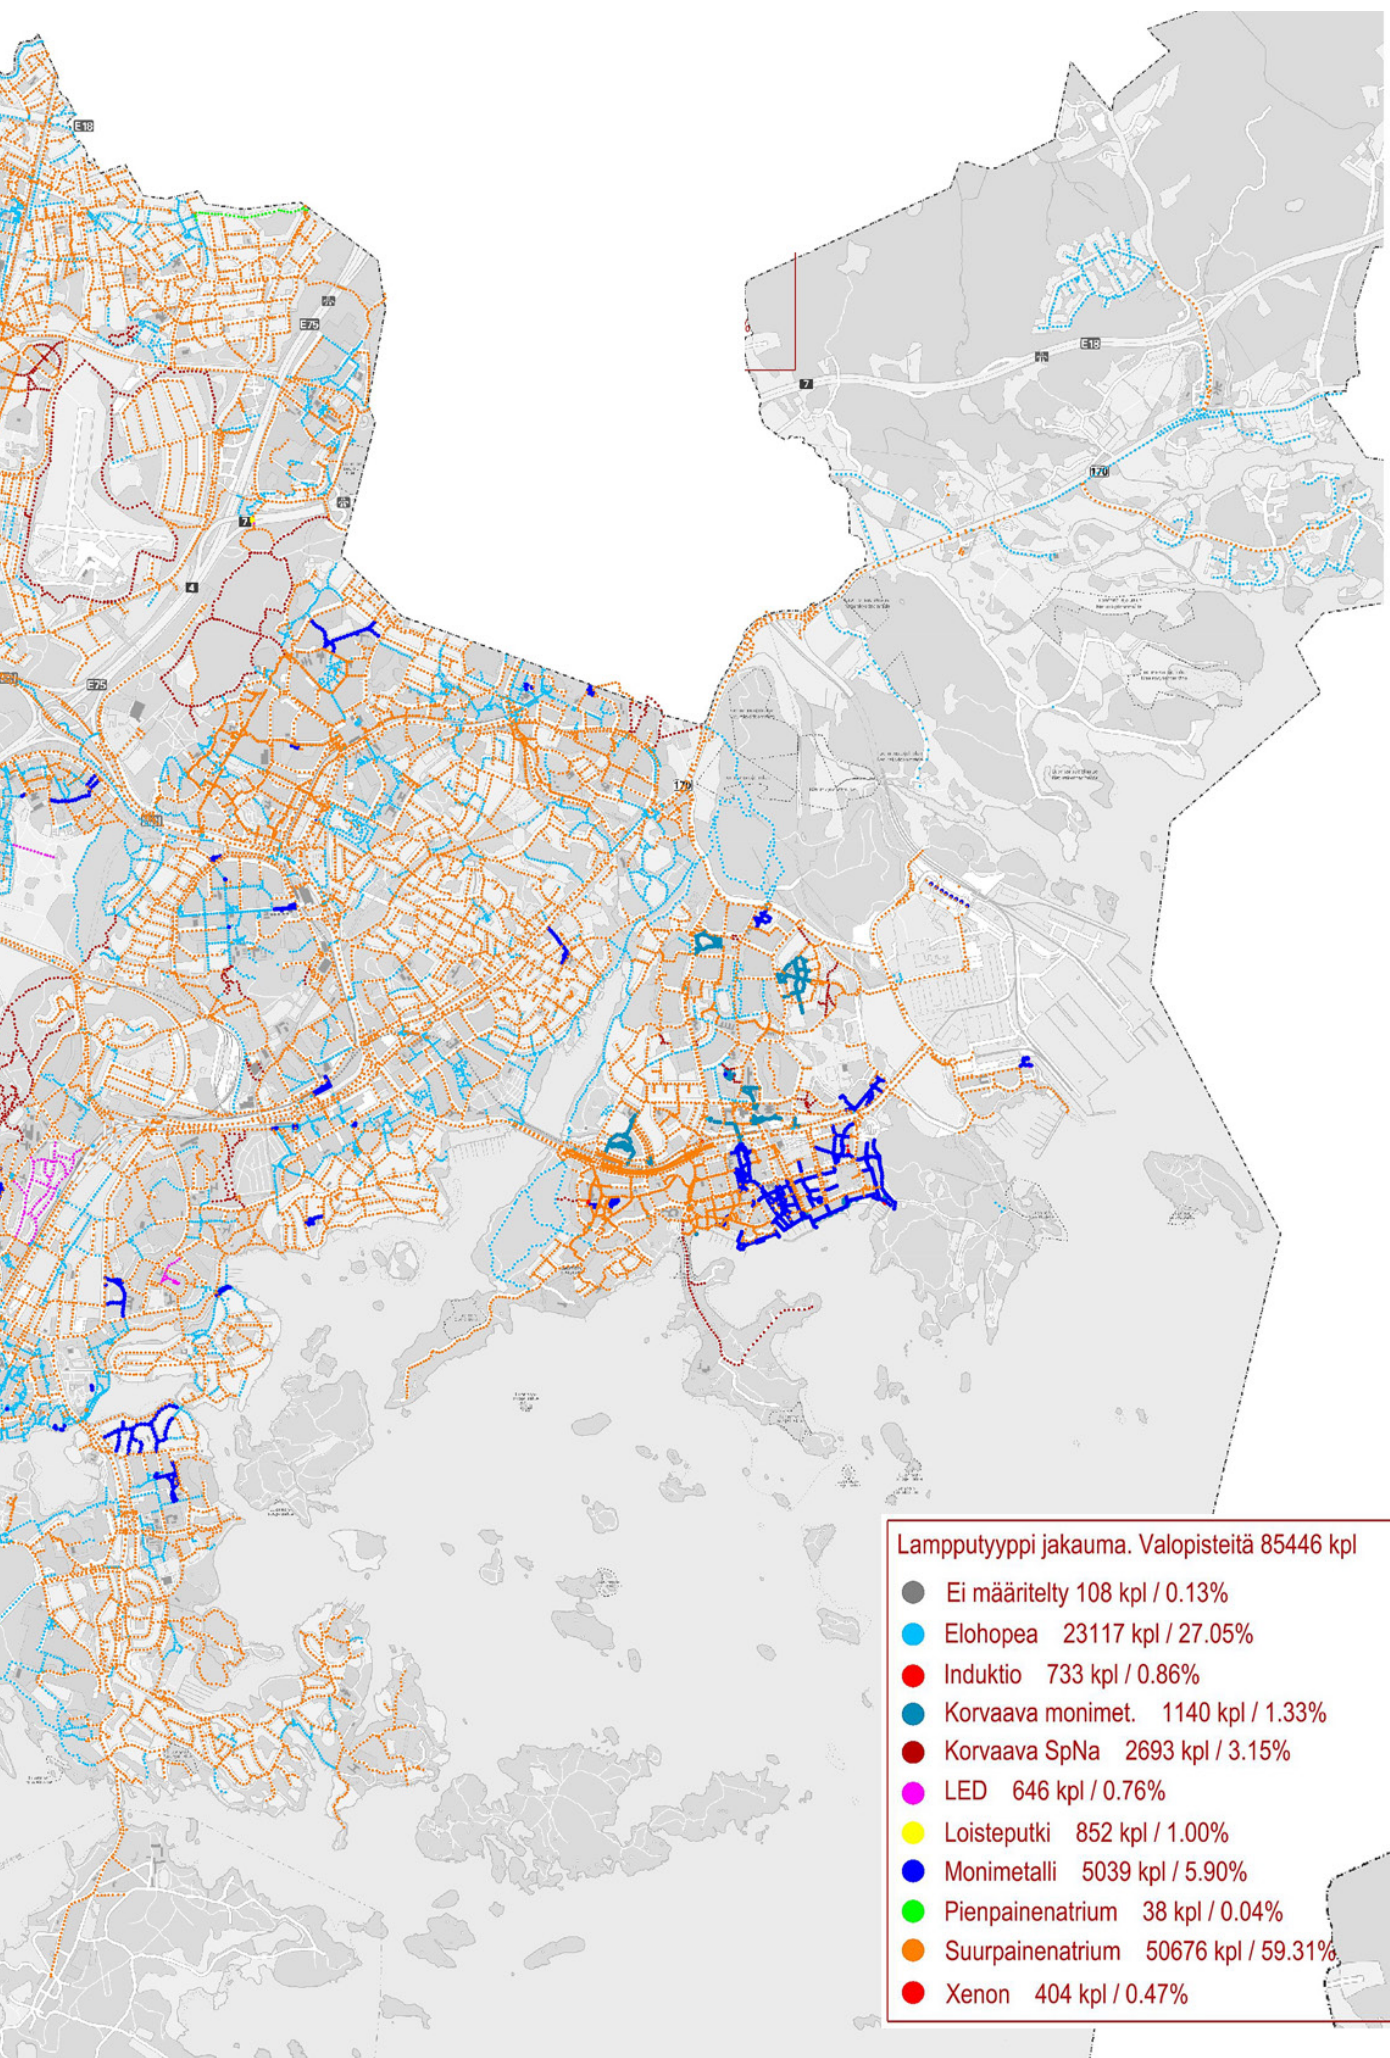 E18
E75
7
E18
170
7
4
E75
170
Lampputyyppi jakauma. Valopisteitä 85446 kpl
Ei määritelty 108 kpl / 0.13%
Elohopea 23117 kpl / 27.05%
Induktio 733 kpl / 0.86%
Korvaava monimet. 1140 kpl / 1.33%
Korvaava SpNa 2693 kpl / 3.15%
LED 646 kpl / 0.76%
Loisteputki 852 kpl / 1.00%
Monimetalli 5039 kpl / 5.90%
Pienpainenatrium 38 kpl / 0.04%
Suurpainenatrium 50676 kpl / 59.31%
Xenon 404 kpl / 0.47%